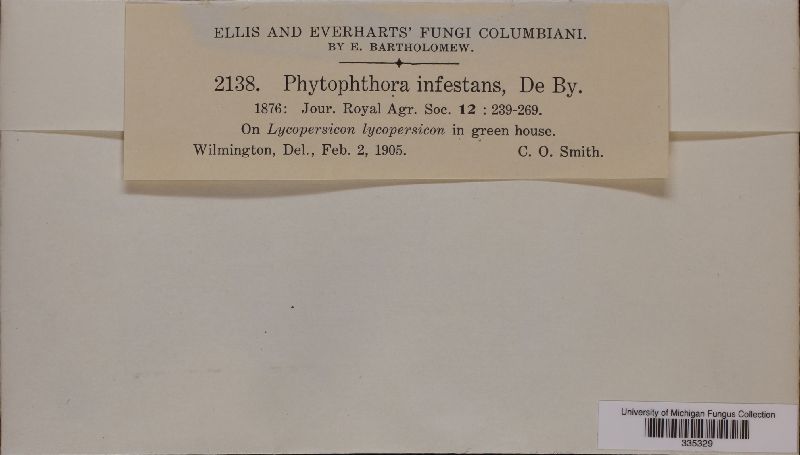 ELLIS AND EVERHARTS' FUNGI COLUMBIANI.
BY E. BARTHOLOMEW.
2138. Phytophthora infestans, De By.
1876: Jour. Royal Agr. Soc. 12 : 239-269.
On Lycopersicon lycopersicon in green house.
Wilmington, Del., Feb. 2, 1905. C. O. Smith.
University of Michigan Fungus Collection
335329